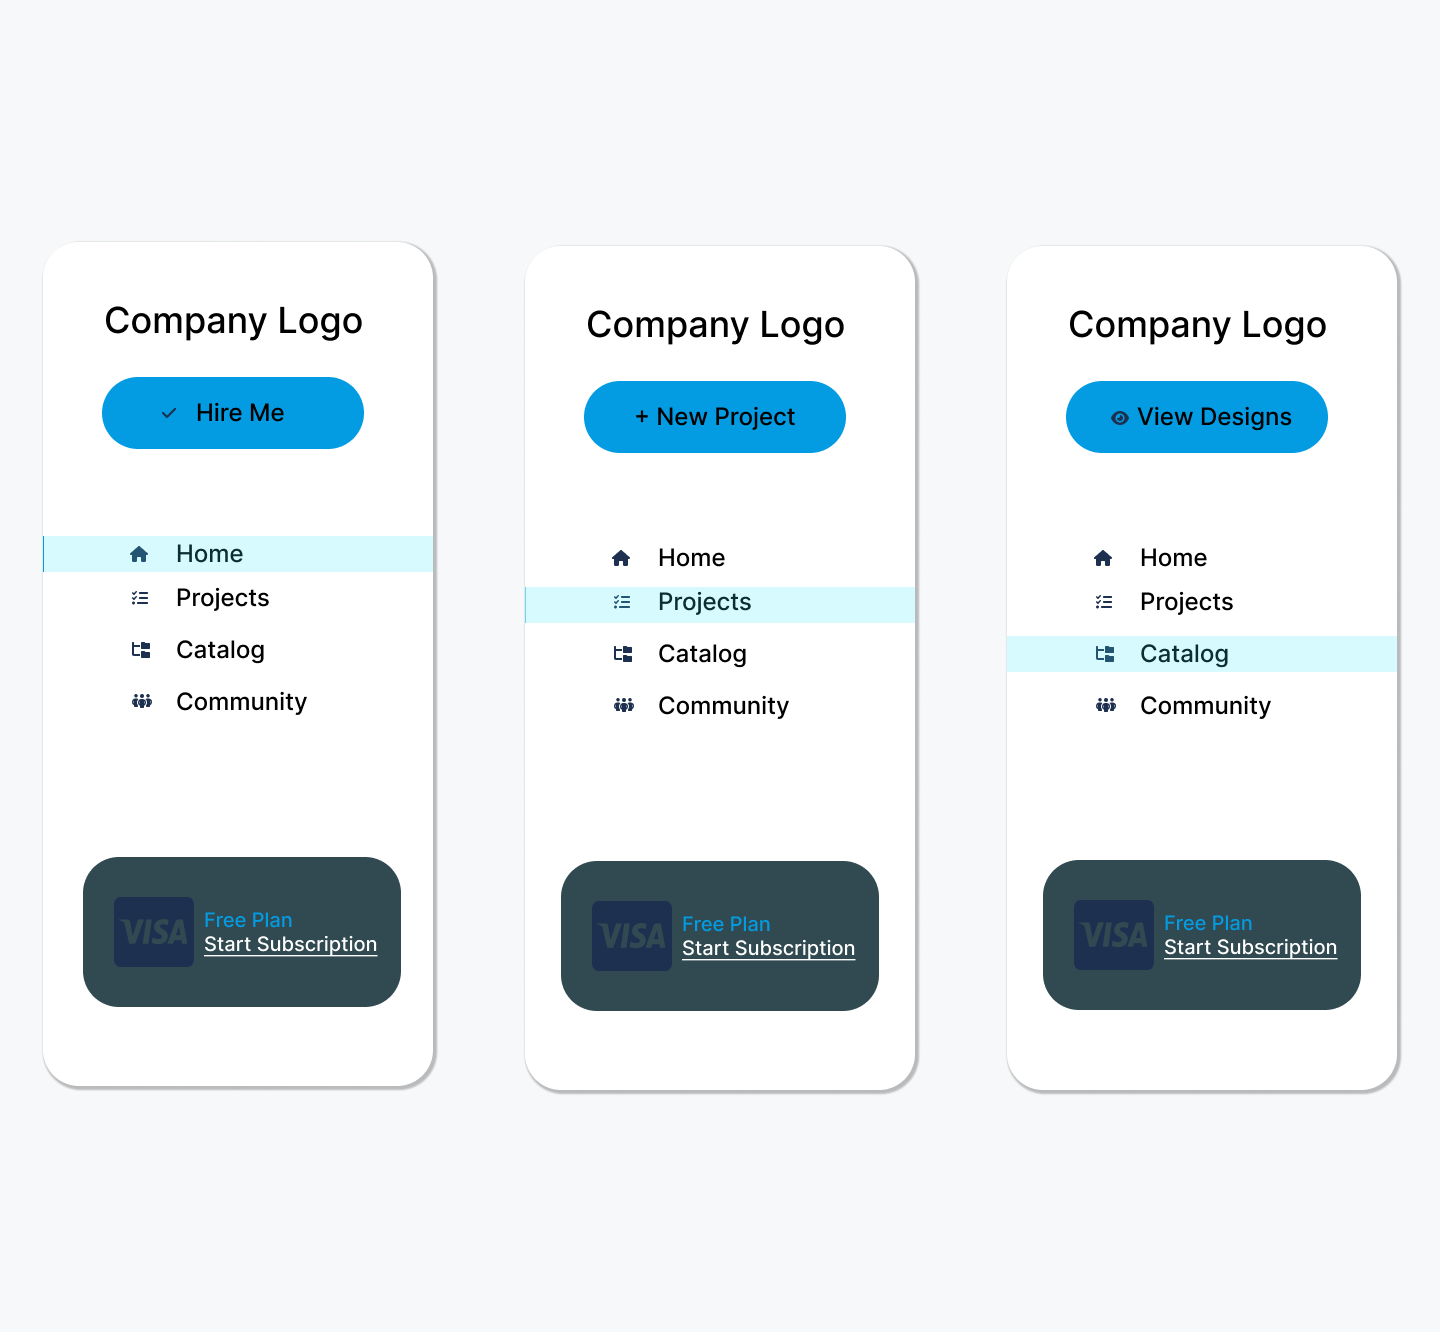 Company Logo
Hire Me
Home
Projects
Catalog
Community
VISA
Free Plan
Start Subscription
Company Logo
+ New Project
Home
Projects
Catalog
Community
VISA
Free Plan
Start Subscription
Company Logo
View Designs
Home
Projects
Catalog
Community
VISA
Free Plan
Start Subscription